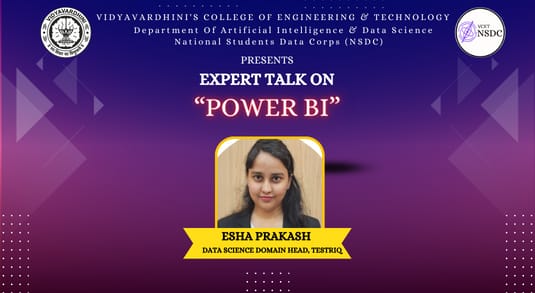 VIDYAVARDHINI'S COLLEGE OF ENGINEERING & TECHNOLOGY
Department Of Artificial Intelligence & Data Science
National Students Data Corps (NSDC)
VIDYAVARDHINI
VCET
NSDC
PRESENTS
EXPERT TALK ON
“POWER BI”
ESHA PRAKASH
DATA SCIENCE DOMAIN HEAD, TESTRIQ